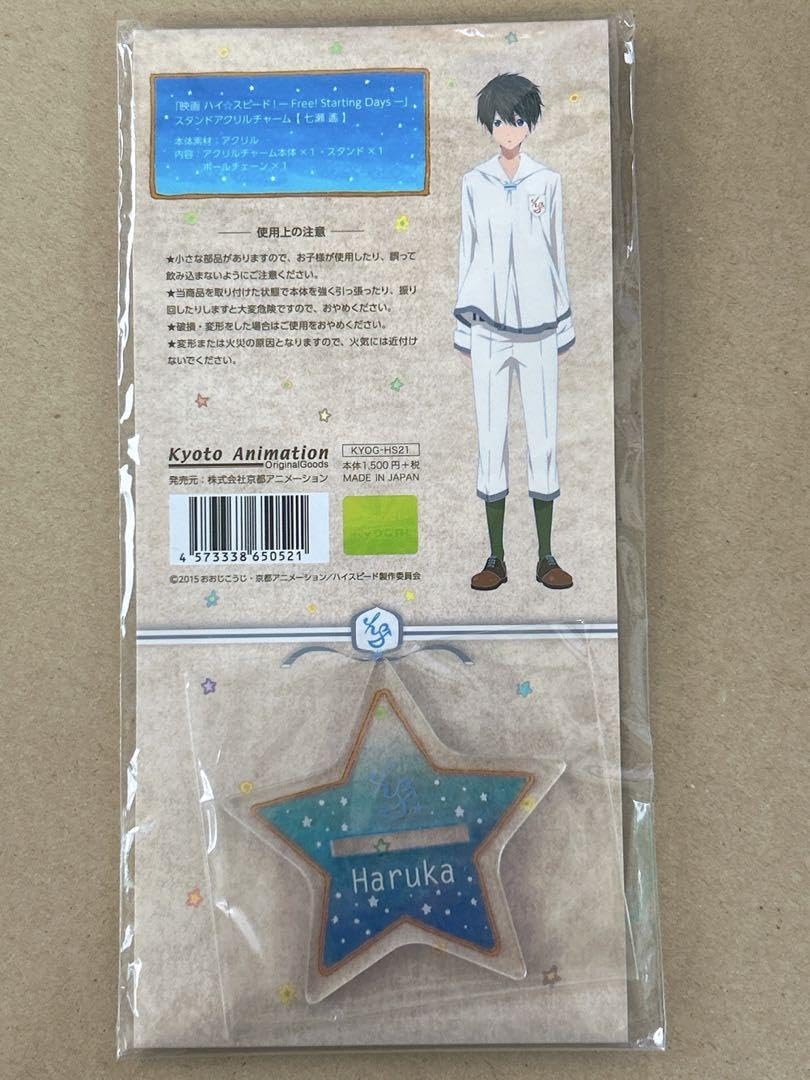 「映画 ハイ☆スピード！― Free! Starting Days ―」
スタンドアクリルチャーム【 七瀬 遙 】
本体素材：アクリル
内容：アクリルチャーム本体×1・スタンド×1
ボールチェーン×1
使用上の注意
★小さな部品がありますので、お子様が使用したり、誤って
飲み込まないようにご注意ください。
★当商品を取り付けた状態で本体を強く引っ張ったり、振り
回したりしますと大変危険ですので、おやめください。
★破損・変形をした場合はご使用をおやめください。
★変形または火災の原因となりますので、火気には近付け
ないでください。
Kyoto Animation
OriginalGoods
発売元：株式会社京都アニメーション
KYOG-HS21
本体1,500円+税
MADE IN JAPAN
4 573338 650521
©2015 おおじこうじ・京都アニメーション/ハイスピード製作委員会
Haruka